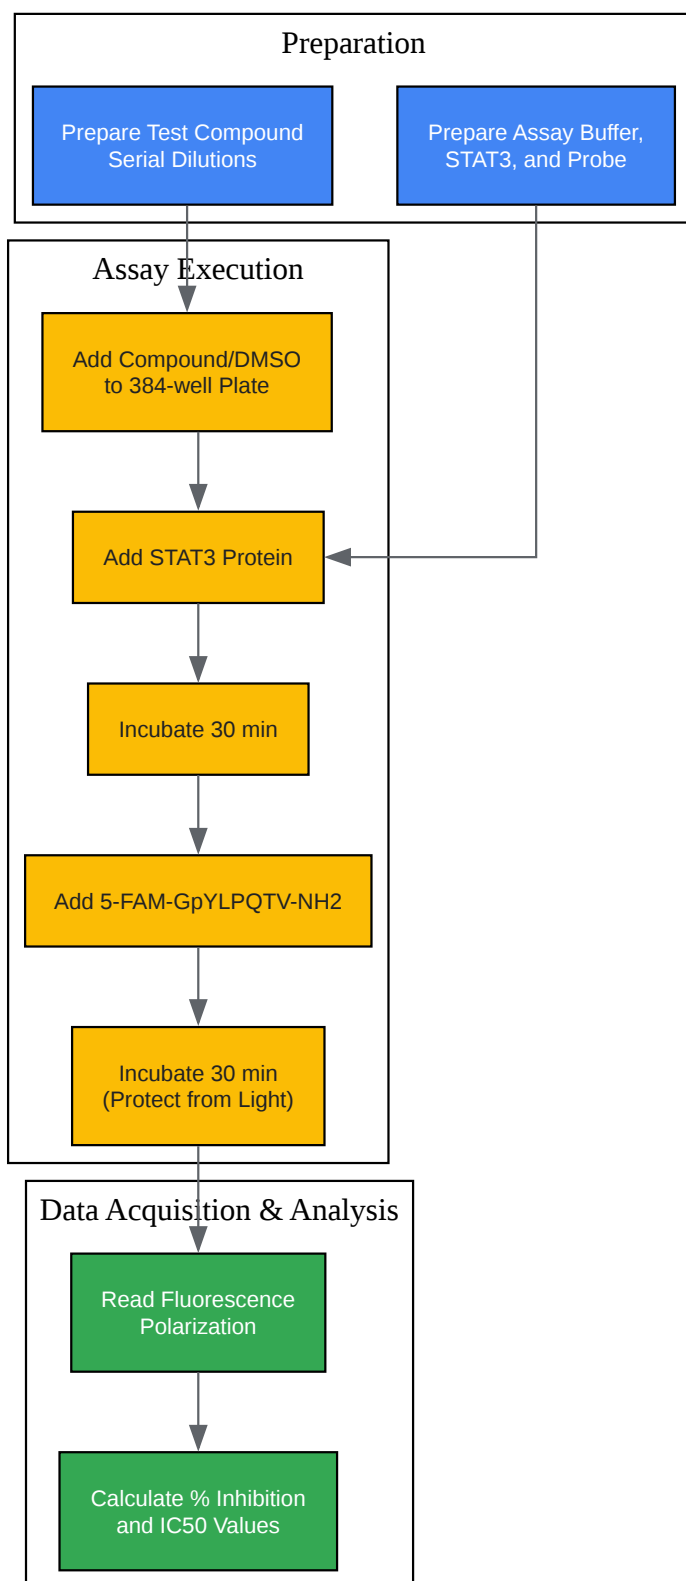 Preparation
Prepare Test Compound
Serial Dilutions
Prepare Assay Buffer,
STAT3, and Probe
Assay Execution
Add Compound/DMSO
to 384-well Plate
Add STAT3 Protein
Incubate 30 min
Add 5-FAM-GpYLPQTV-NH2
Incubate 30 min
(Protect from Light)
Data Acquisition & Analysis
Read Fluorescence
Polarization
Calculate % Inhibition
and IC50 Values